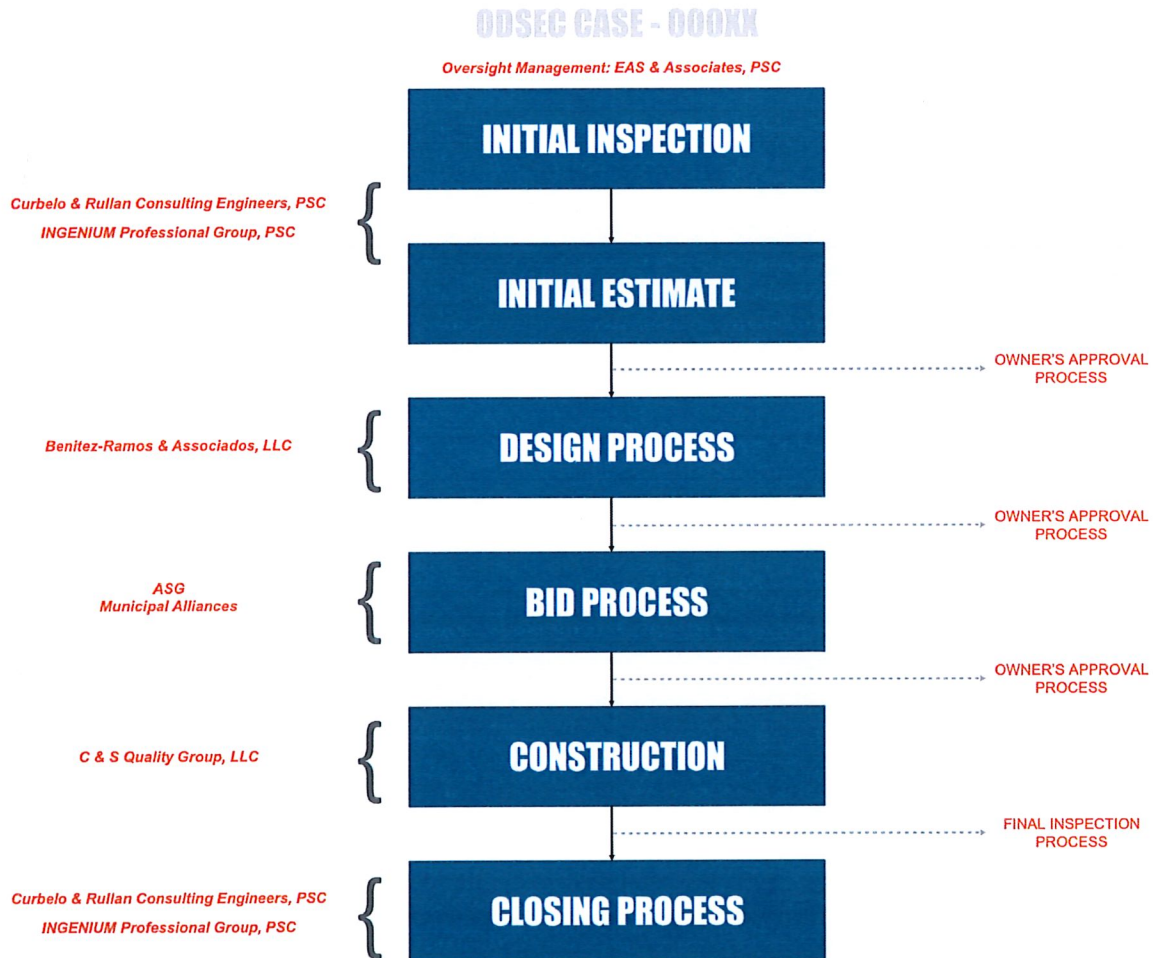 ODSEC CASE - 000XX
Oversight Management: EAS & Associates, PSC
INITIAL INSPECTION
Curbelo & Rullan Consulting Engineers, PSC
INGENIUM Professional Group, PSC
INITIAL ESTIMATE
OWNER'S APPROVAL
PROCESS
Benitez-Ramos & Associados, LLC
DESIGN PROCESS
OWNER'S APPROVAL
PROCESS
ASG
Municipal Alliances
BID PROCESS
OWNER'S APPROVAL
PROCESS
C & S Quality Group, LLC
CONSTRUCTION
FINAL INSPECTION
PROCESS
Curbelo & Rullan Consulting Engineers, PSC
INGENIUM Professional Group, PSC
CLOSING PROCESS